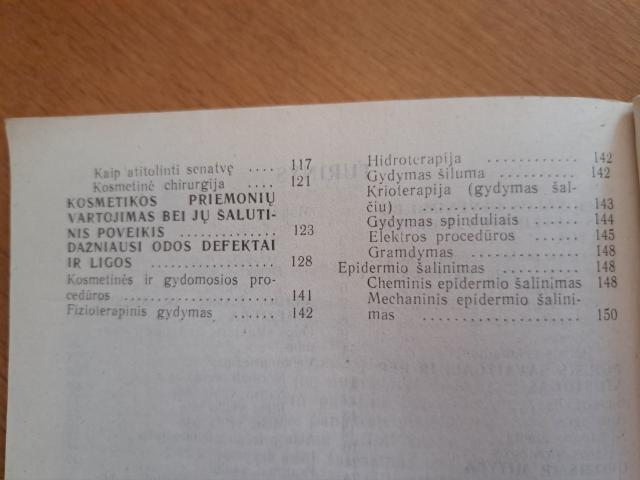 Kaip atitolinti senatvę .... 117
Kosmetinė chirurgija .... 121
KOSMETIKOS PRIEMONIŲ
VARTOJIMAS BEI JŲ ŠALUTI-
NIS POVEIKIS ............ 123
DAŽNIAUSI ODOS DEFEKTAI
IR LIGOS ............... 128
Kosmetinės ir gydomosios pro-
cedūros ................. 141
Fizioterapinis gydymas ...... 142
Hidroterapija ............ 142
Gydymas šiluma .......... 142
Krioterapija (gydymas šal-
čiu) .................... 143
Gydymas spinduliais ...... 144
Elektros procedūros ...... 145
Gramdymas ............. 148
Epidermio šalinimas ........ 148
Cheminis epidermio šalinimas 148
Mechaninis epidermio šalini-
mas .................... 150